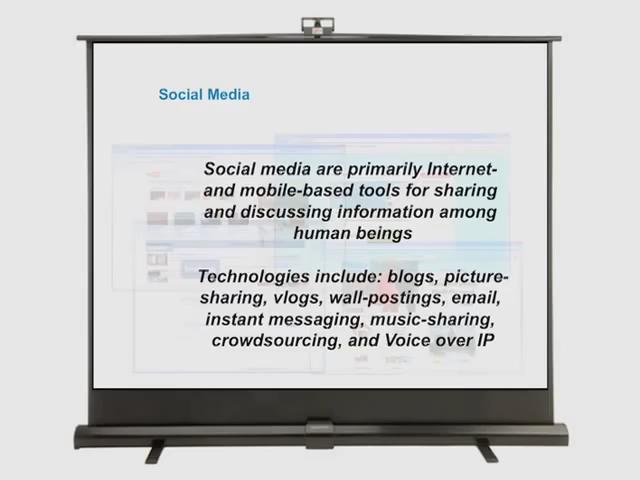 Social Media
Social media are primarily Internet-
and mobile-based tools for sharing
and discussing information among
human beings
Technologies include: blogs, picture-
sharing, vlogs, wall-postings, email,
instant messaging, music-sharing,
crowdsourcing, and Voice over IP